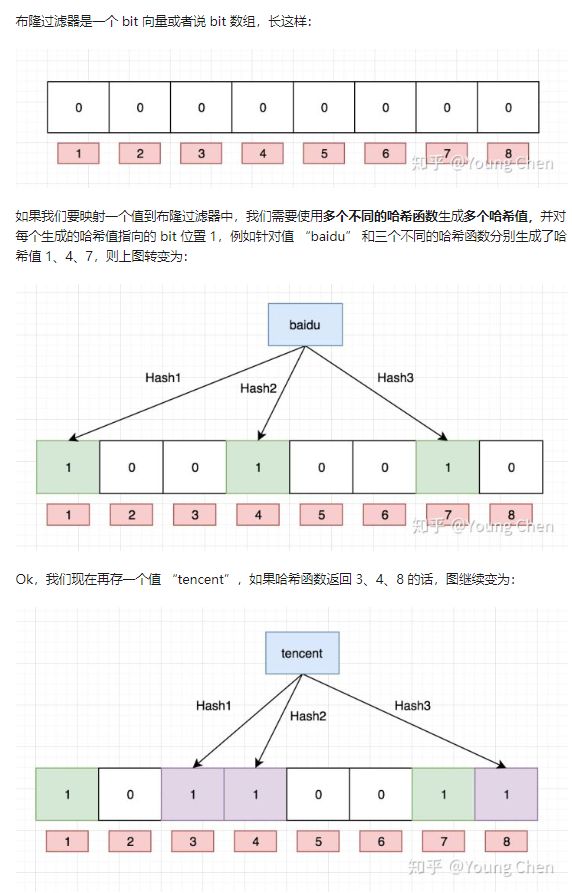 布隆过滤器是一个 bit 向量或者说 bit 数组，长这样：
0 0 0 0 0 0 0 0
1 2 3 4 5 6 7 8
知乎 @Young Chen
如果我们要映射一个值到布隆过滤器中，我们需要使用多个不同的哈希函数生成多个哈希值，并对
每个生成的哈希值指向的 bit 位置 1，例如针对值 “baidu” 和三个不同的哈希函数分别生成了哈
希值 1、4、7，则上图转变为：
baidu
Hash1 Hash2 Hash3
1 0 0 1 0 0 1 0
1 2 3 4 5 6 7 8
知乎 @Young Chen
Ok，我们现在再存一个值 “tencent”，如果哈希函数返回 3、4、8 的话，图继续变为：
tencent
Hash1 Hash2 Hash3
1 0 1 1 0 0 1 1
1 2 3 4 5 6 7 8
知乎 @Young Chen